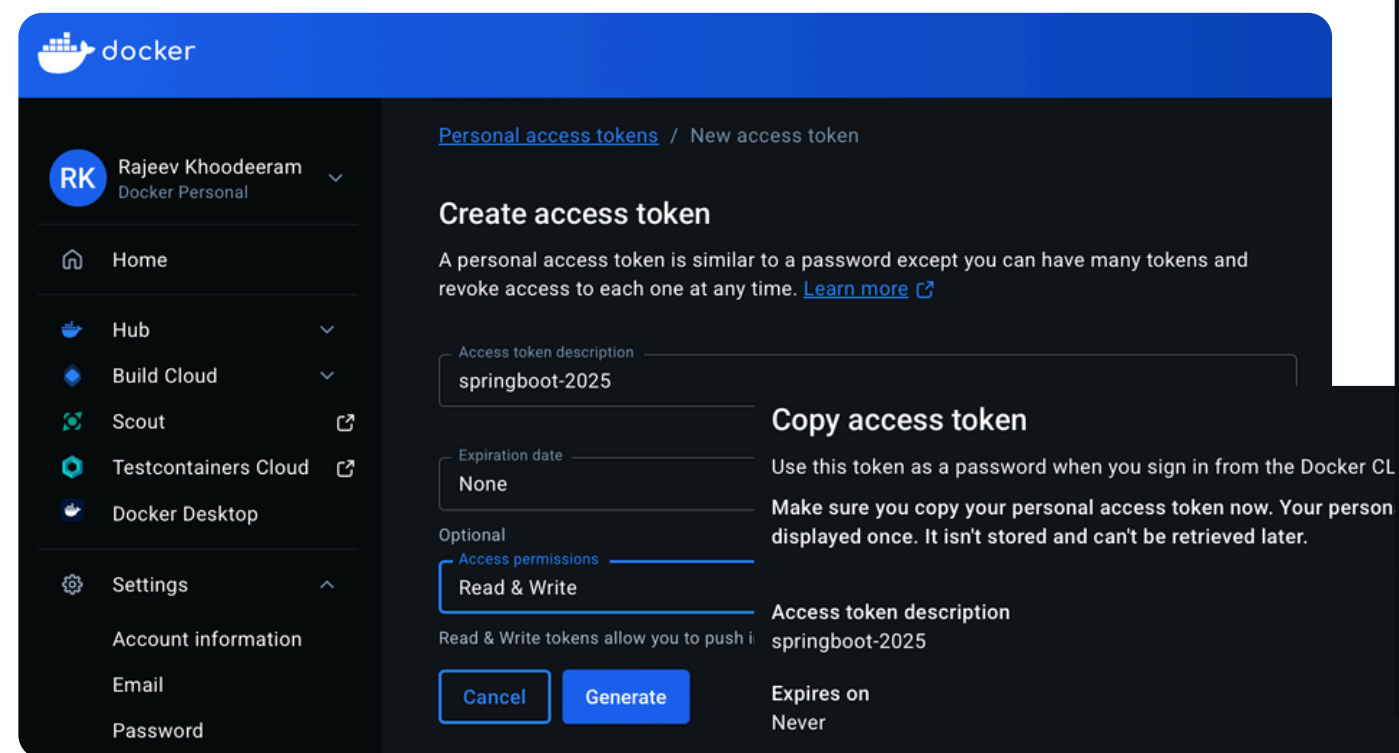 docker
RK
Rajeev Khoodeeram
Docker Personal
Home
Hub
Build Cloud
Scout
Testcontainers Cloud
Docker Desktop
Settings
Account information
Email
Password
Personal access tokens / New access token
Create access token
A personal access token is similar to a password except you can have many tokens and
revoke access to each one at any time. Learn more
Access token description
springboot-2025
Expiration date
None
Optional
Access permissions
Read & Write
Read & Write tokens allow you to push
Cancel
Generate
Copy access token
Use this token as a password when you sign in from the Docker CL
Make sure you copy your personal access token now. Your person
displayed once. It isn't stored and can't be retrieved later.
Access token description
springboot-2025
Expires on
Never